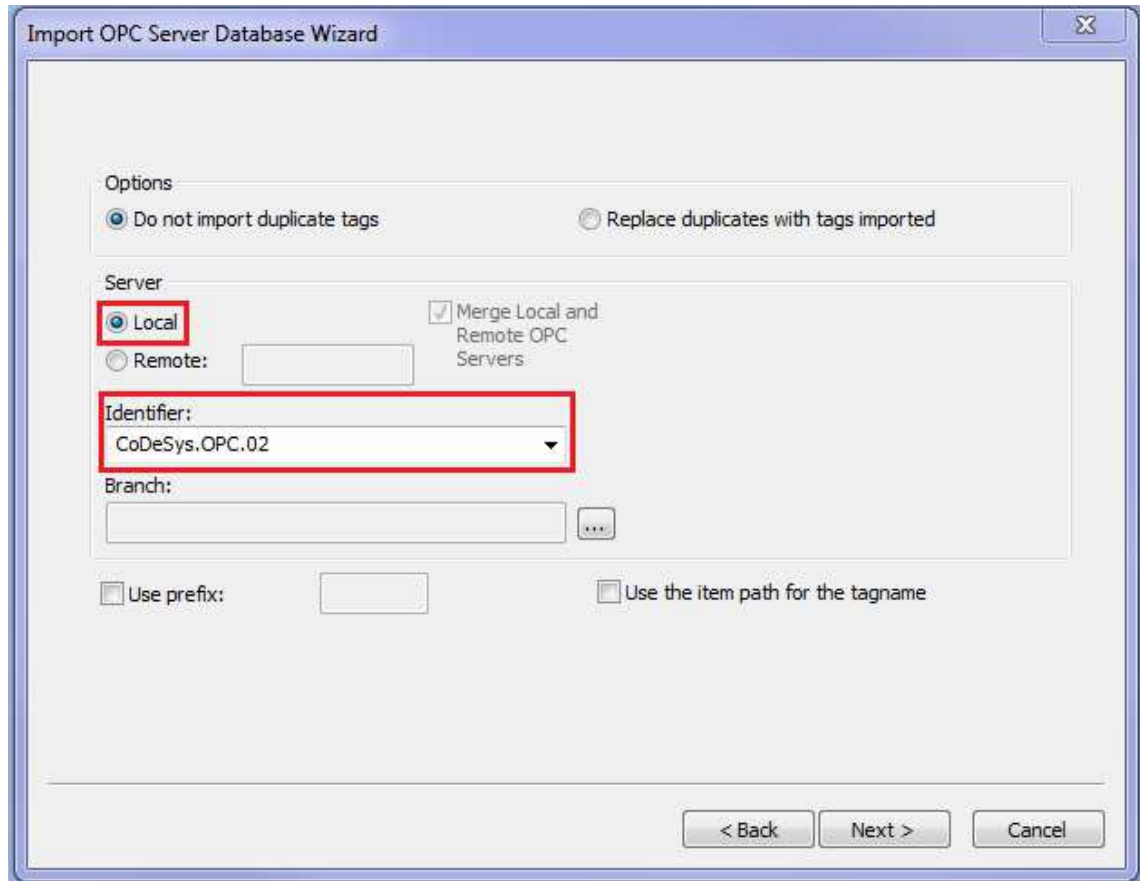 Import OPC Server Database Wizard
Options
Do not import duplicate tags
Replace duplicates with tags imported
Server
Local
Merge Local and
Remote OPC
Servers
Remote:
Identifier:
CoDeSys.OPC.02
Branch:
...
Use prefix:
Use the item path for the tagname
< Back
Next >
Cancel